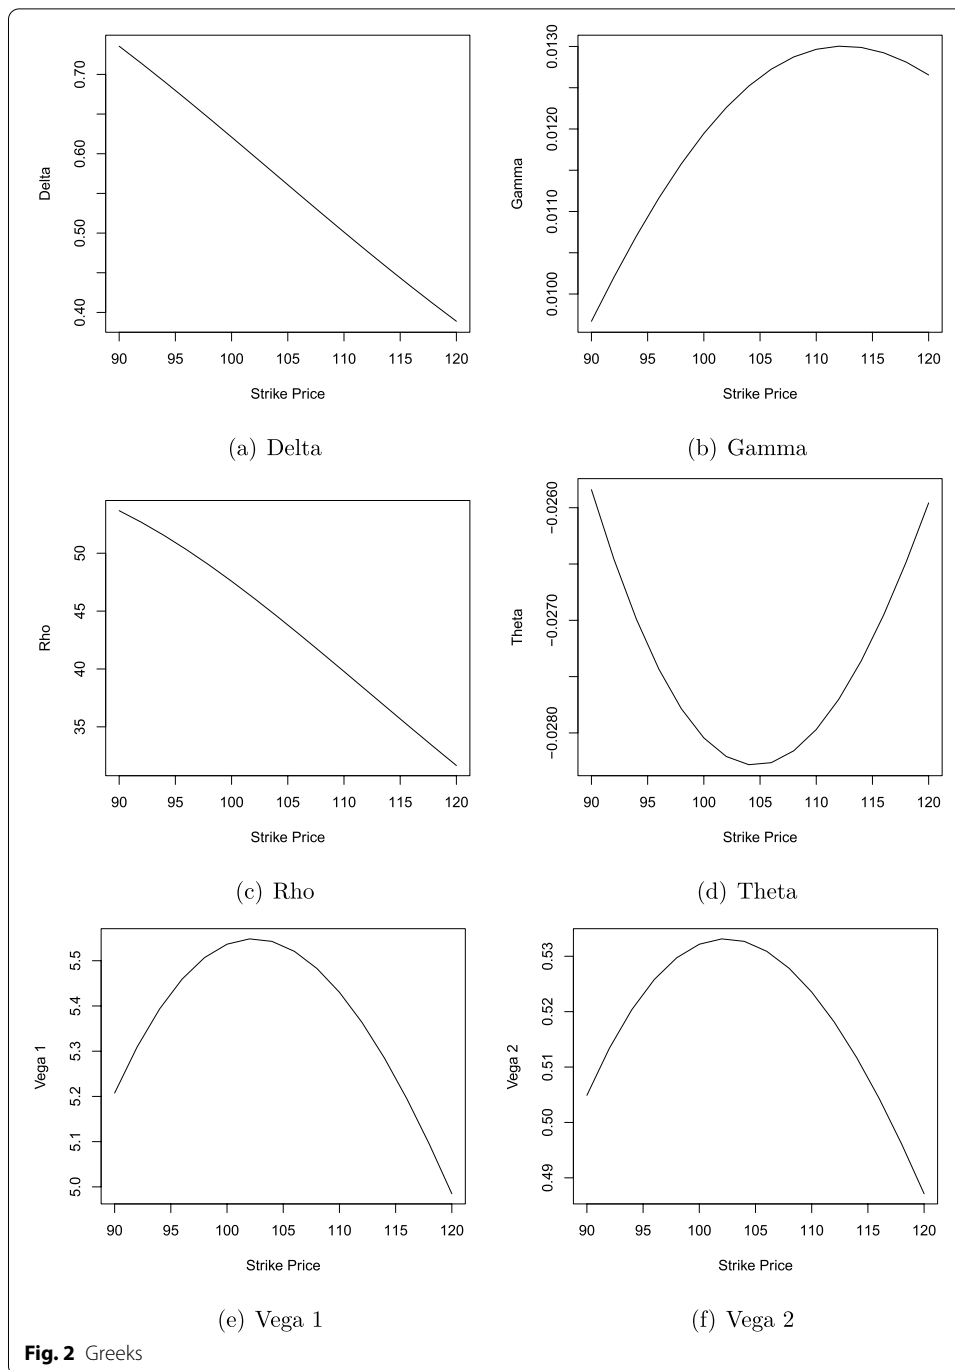 Delta
0.70
0.60
0.50
0.40
90 95 100 105 110 115 120
Strike Price
(a) Delta
Gamma
0.0130
0.0120
0.0110
0.0100
90 95 100 105 110 115 120
Strike Price
(b) Gamma
Rho
50
45
40
35
90 95 100 105 110 115 120
Strike Price
(c) Rho
Theta
−0.0260
−0.0270
−0.0280
90 95 100 105 110 115 120
Strike Price
(d) Theta
Vega 1
5.5
5.4
5.3
5.2
5.1
5.0
90 95 100 105 110 115 120
Strike Price
(e) Vega 1
Vega 2
0.53
0.52
0.51
0.50
0.49
90 95 100 105 110 115 120
Strike Price
(f) Vega 2
Fig. 2 Greeks